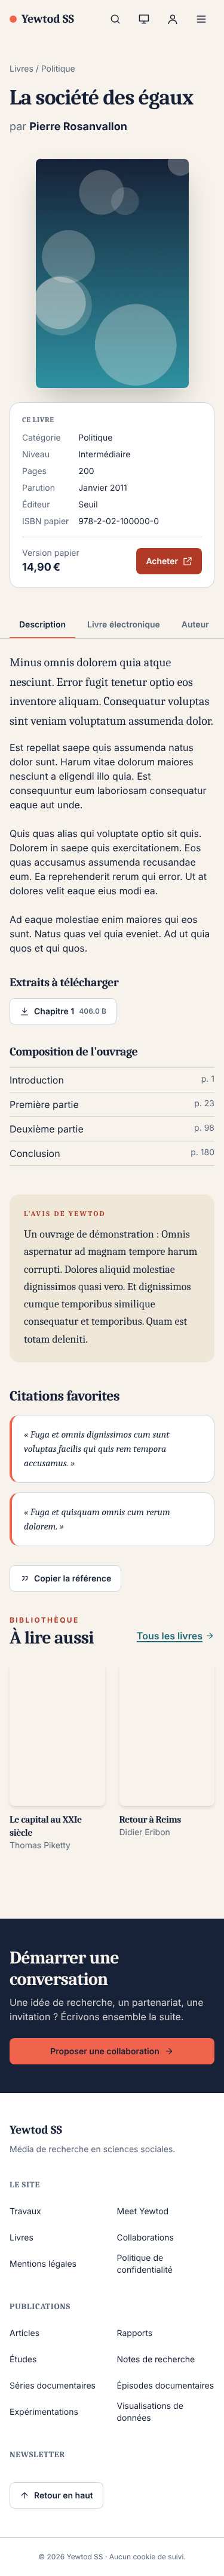 Yewtod SS
Livres / Politique
La société des égaux
par Pierre Rosanvallon
CE LIVRE
Catégorie Politique
Niveau Intermédiaire
Pages 200
Parution Janvier 2011
Éditeur Seuil
ISBN papier 978-2-02-100000-0
Version papier
14,90 €
Acheter
Description Livre électronique Auteur
Minus omnis dolorem quia atque
nesciunt. Error fugit tenetur optio eos
inventore aliquam. Consequatur voluptas
sint veniam voluptatum assumenda dolor.
Est repellat saepe quis assumenda natus
dolor sunt. Harum vitae dolorum maiores
nesciunt a eligendi illo quia. Est
consequuntur eum laboriosam consequatur
eaque aut unde.
Quis quas alias qui voluptate optio sit quis.
Dolorem in saepe quis exercitationem. Eos
quas accusamus assumenda recusandae
eum. Ea reprehenderit rerum qui error. Ut at
dolores velit eaque eius modi ea.
Ad eaque molestiae enim maiores qui eos
sunt. Natus quas vel quia eveniet. Ad ut quia
quos et qui quos.
Extraits à télécharger
Chapitre 1 406.0 B
Composition de l'ouvrage
Introduction p. 1
Première partie p. 23
Deuxième partie p. 98
Conclusion p. 180
L'AVIS DE YEWTOD
Un ouvrage de démonstration : Omnis
aspernatur ad magnam tempore harum
corrupti. Dolores aliquid molestiae
dignissimos quasi vero. Et dignissimos
cumque temporibus similique
consequatur et temporibus. Quam est
totam deleniti.
Citations favorites
« Fuga et omnis dignissimos cum sunt
voluptas facilis qui quis rem tempora
accusamus. »
« Fuga et quisquam omnis cum rerum
dolorem. »
Copier la référence
BIBLIOTHÈQUE
À lire aussi
Tous les livres →
Le capital au XXIe
siècle
Thomas Piketty
Retour à Reims
Didier Eribon
Démarrer une
conversation
Une idée de recherche, un partenariat, une
invitation ? Écrivons ensemble la suite.
Proposer une collaboration →
Yewtod SS
Média de recherche en sciences sociales.
LE SITE
Travaux Meet Yewtod
Livres Collaborations
Mentions légales Politique de
confidentialité
PUBLICATIONS
Articles Rapports
Études Notes de recherche
Séries documentaires Épisodes documentaires
Expérimentations Visualisations de
données
NEWSLETTER
↑ Retour en haut
© 2026 Yewtod SS · Aucun cookie de suivi.